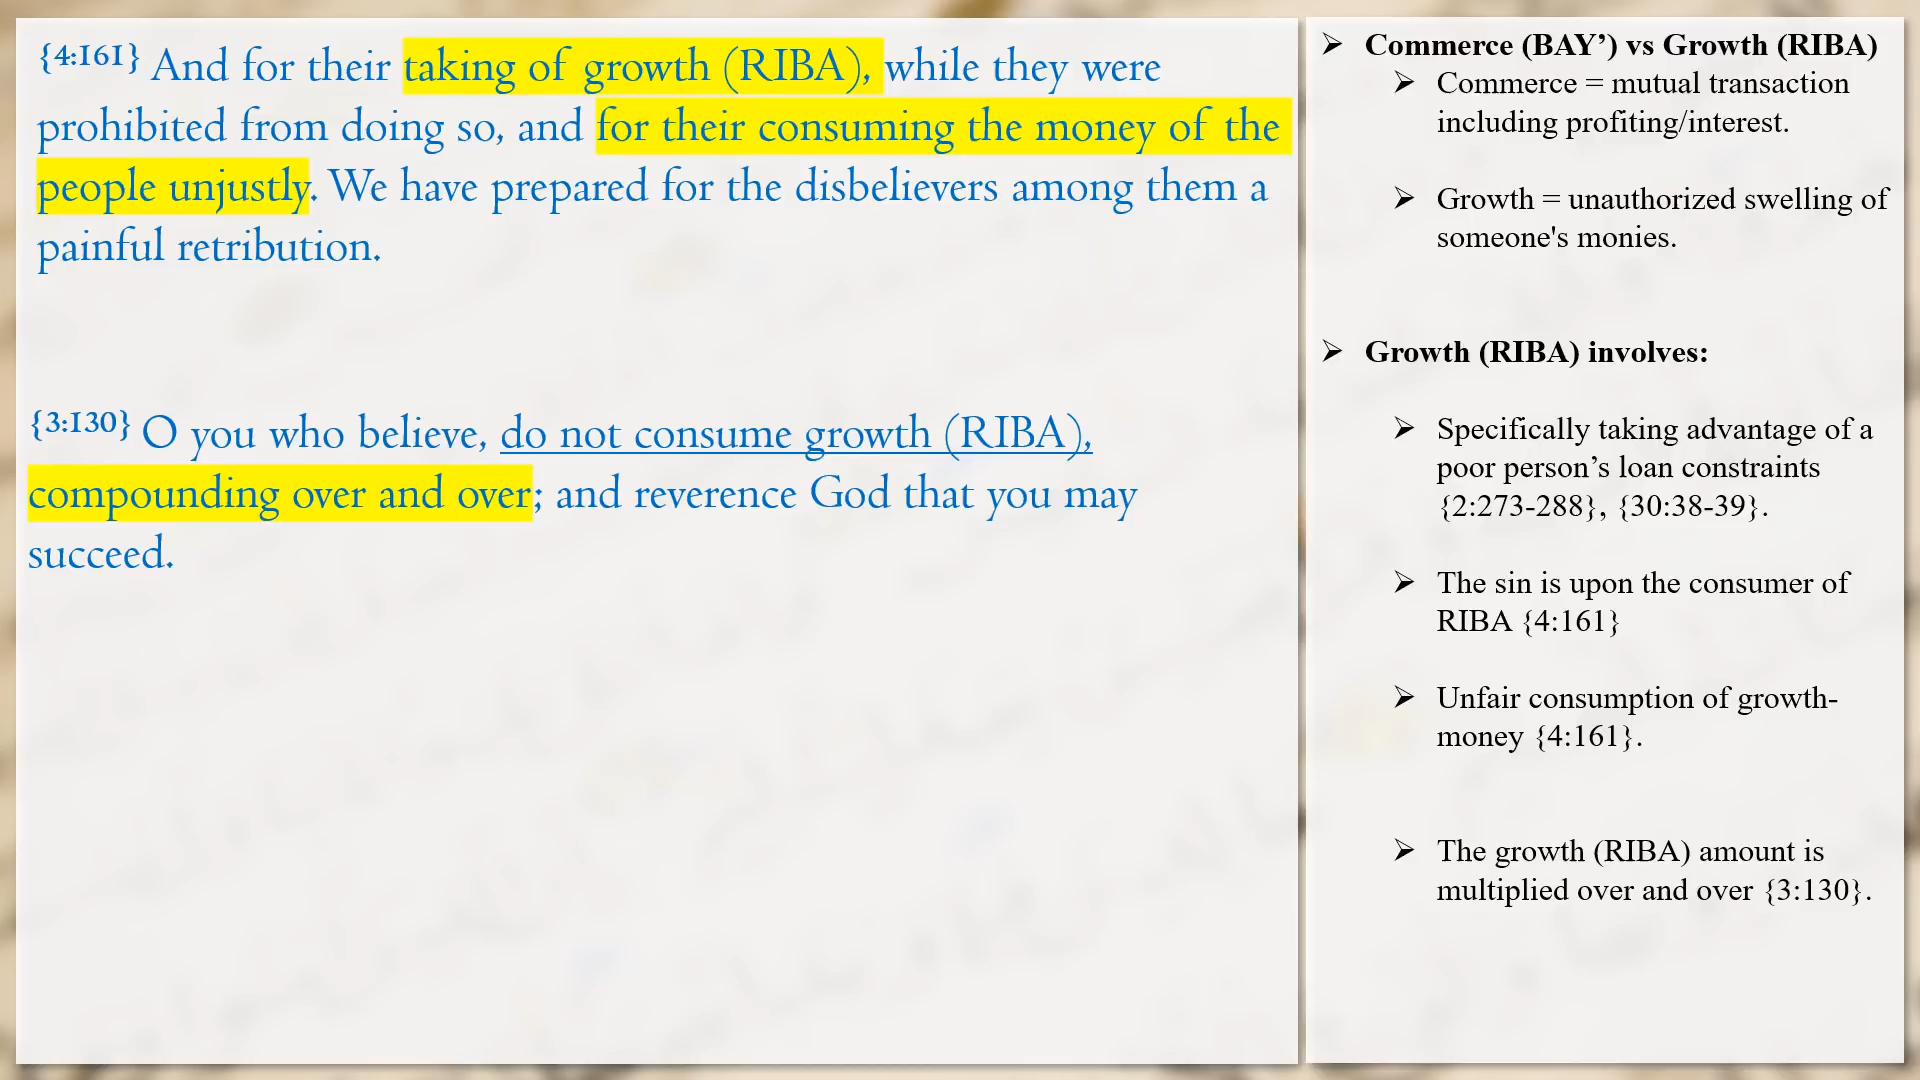 {4:161} And for their taking of growth (RIBA), while they were
prohibited from doing so, and for their consuming the money of the
people unjustly. We have prepared for the disbelievers among them a
painful retribution.
{3:130} O you who believe, do not consume growth (RIBA),
compounding over and over; and reverence God that you may
succeed.
➢ Commerce (BAY’) vs Growth (RIBA)
➢ Commerce = mutual transaction
including profiting/interest.
➢ Growth = unauthorized swelling of
someone's monies.
➢ Growth (RIBA) involves:
➢ Specifically taking advantage of a
poor person’s loan constraints
{2:273-288}, {30:38-39}.
➢ The sin is upon the consumer of
RIBA {4:161}
➢ Unfair consumption of growth-
money {4:161}.
➢ The growth (RIBA) amount is
multiplied over and over {3:130}.